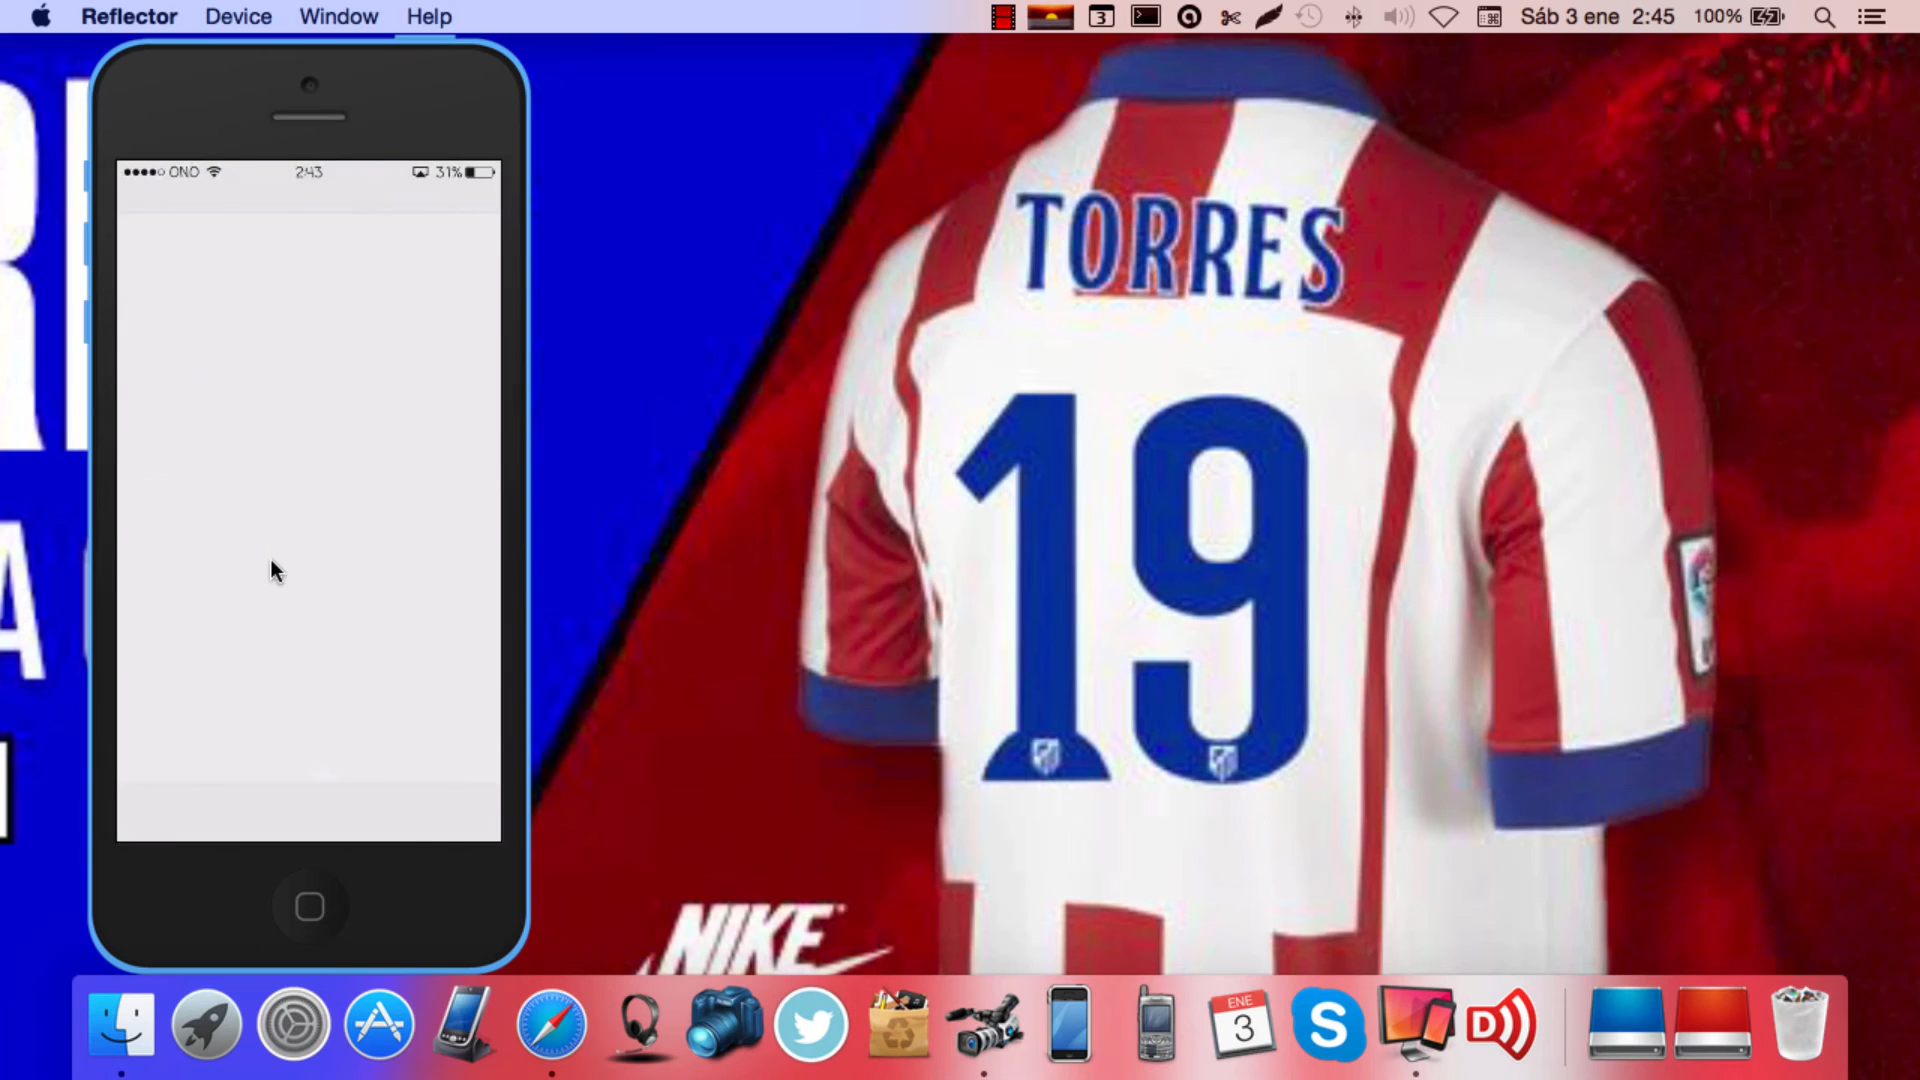 Reflector Device Window Help
3
Sáb 3 ene 2:45 100%
ONO 2:43 31%
TORRES
19
R
A
NIKE
ENE
3
S
D